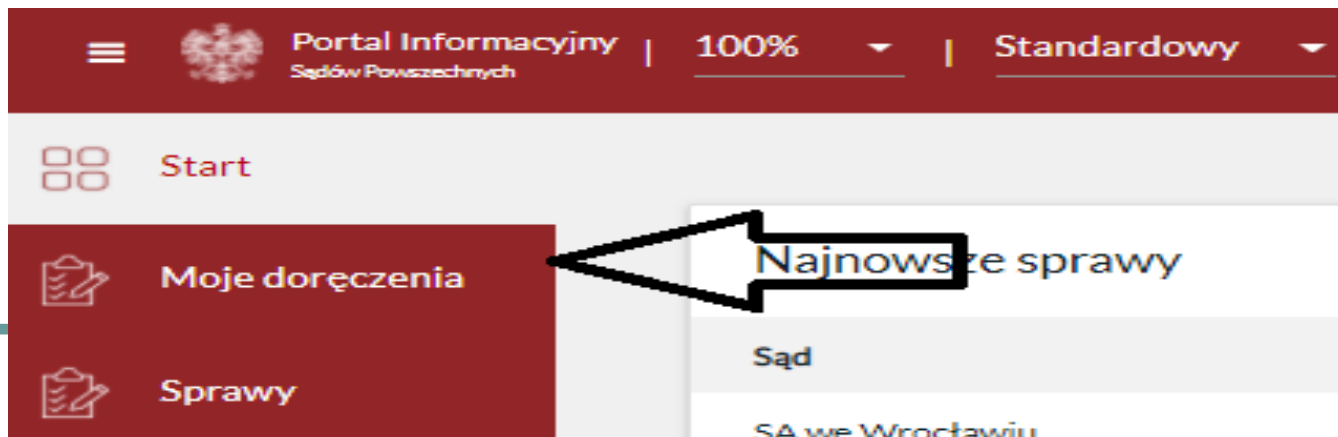 Portal Informacyjny | 100% | Standardowy
Sądów Powszechnych
Start
Moje doręczenia
Najnowsze sprawy
Sąd
Sprawy
SA we Wrocławiu